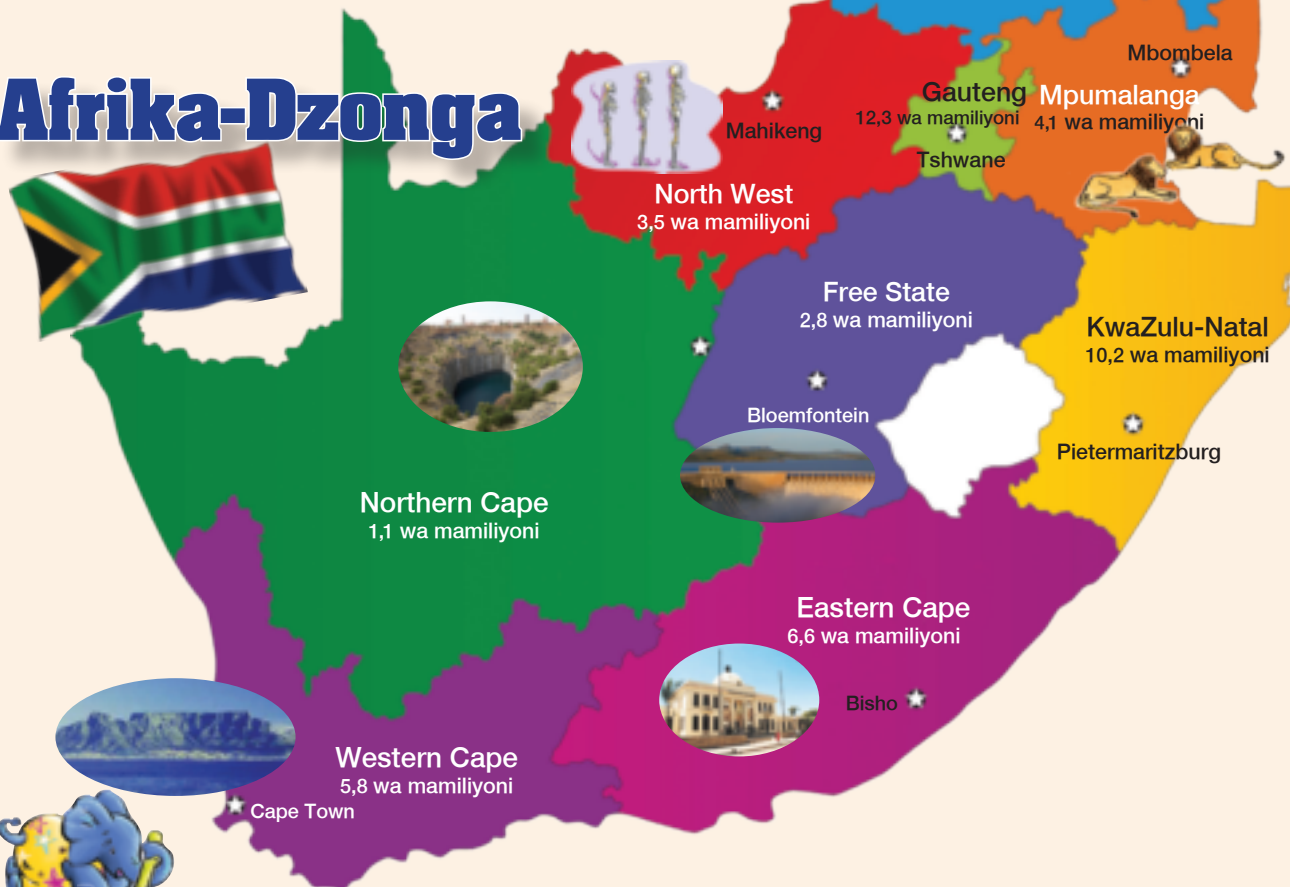 Afrika-Dzonga
Mbombela
Gauteng
12,3 wa mamiliyoni
Tshwane
Mpumalanga
4,1 wa mamiliyoni
Mahikeng
North West
3,5 wa mamiliyoni
Free State
2,8 wa mamiliyoni
Bloemfontein
KwaZulu-Natal
10,2 wa mamiliyoni
Pietermaritzburg
Northern Cape
1,1 wa mamiliyoni
Eastern Cape
6,6 wa mamiliyoni
Bisho
Western Cape
5,8 wa mamiliyoni
Cape Town